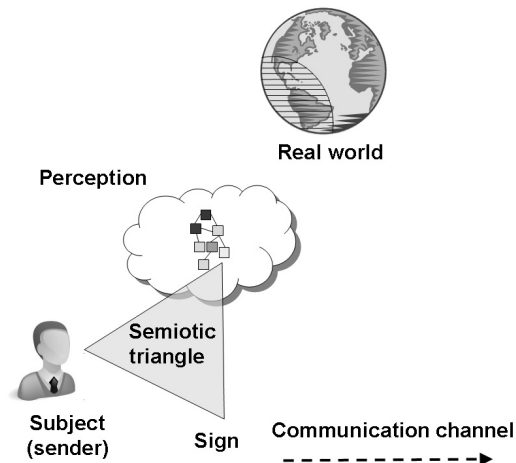 Real world
Perception
Semiotic
triangle
Subject
(sender)
Sign
Communication channel